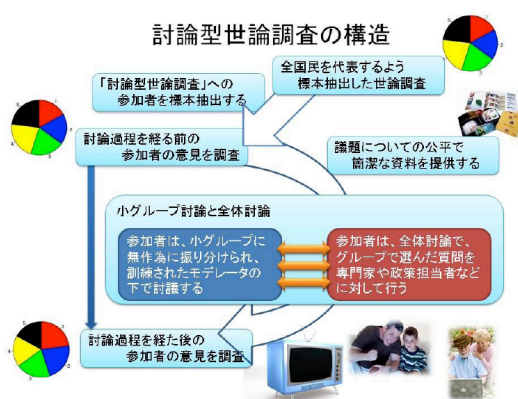 討論型世論調査の構造
全国民を代表するよう
標本抽出した世論調査
「討論型世論調査」への
参加者を標本抽出する
討論過程を経る前の
参加者の意見を調査
議題についての公平で
簡潔な資料を提供する
小グループ討論と全体討論
参加者は、小グループに
無作為に振り分けられ、
訓練されたモデレータの
下で討議する
参加者は、全体討論で、
グループで選んだ質問を
専門家や政策担当者など
に対して行う
討論過程を経た後の
参加者の意見を調査